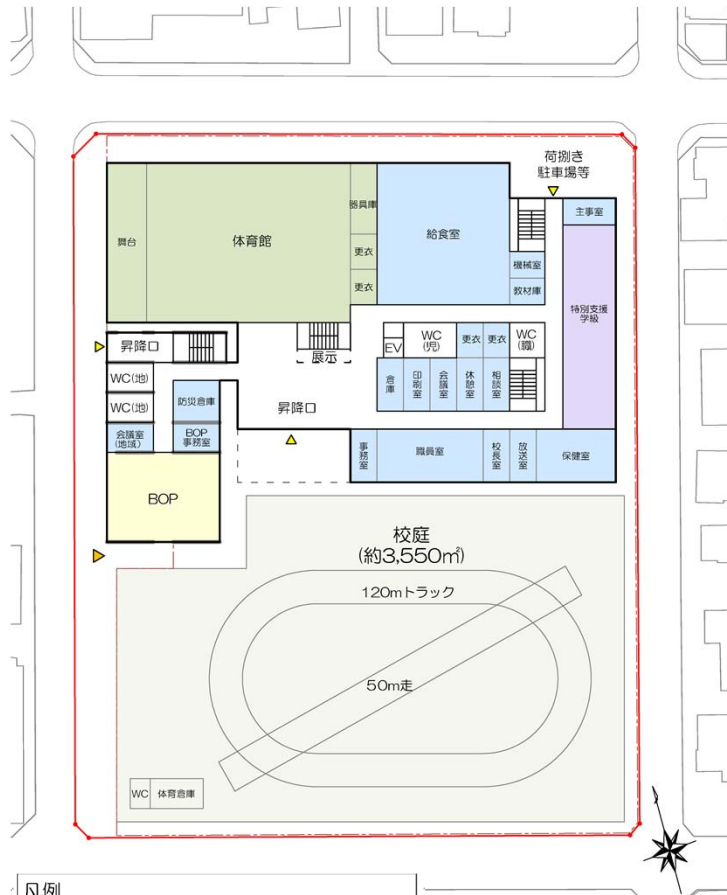 荷捌き
駐車場等
舞台
体育館
器具庫
更衣
更衣
給食室
主事室
機械室
教材庫
特別支援
学級
昇降口
展示
EV
WC
(児)
更衣
更衣
WC
(職)
WC(地)
WC(地)
防災倉庫
昇降口
倉庫
印刷室
会議室
休憩室
相談室
会議室
(地域)
BOP
事務室
事務室
職員室
校長室
放送室
保健室
BOP
校庭
(約3,550㎡)
120mトラック
50m走
WC
体育倉庫
凡例